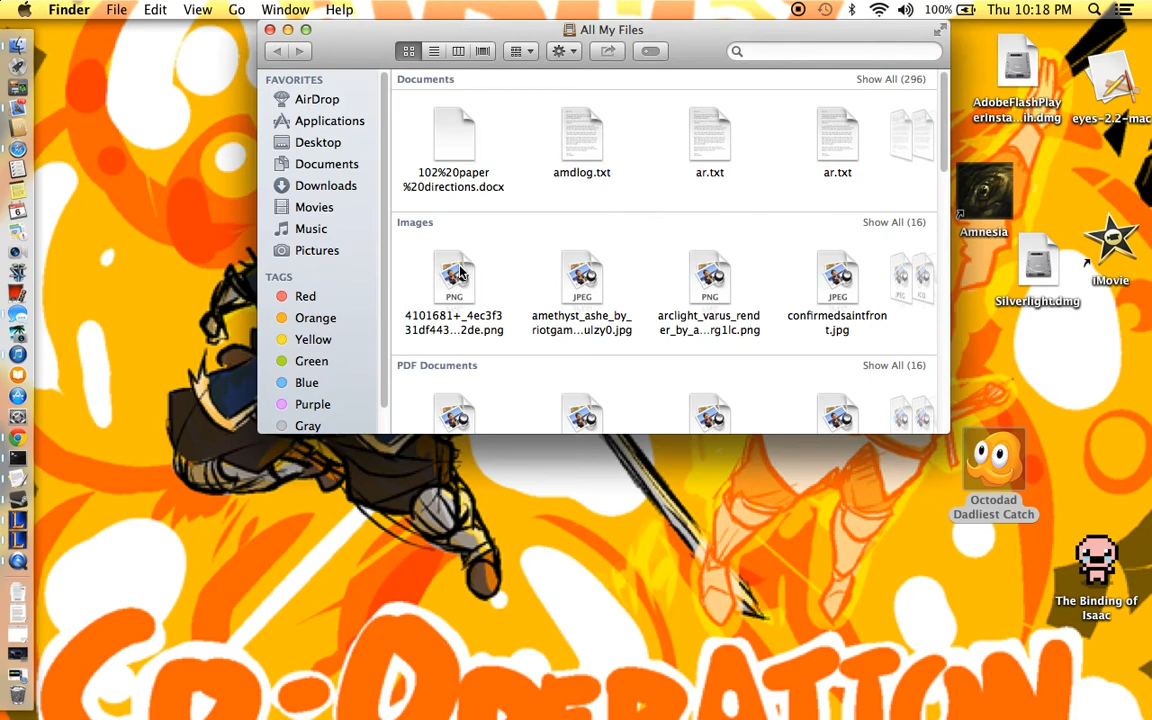 Finder File Edit View Go Window Help 100% Thu 10:18 PM
All My Files
FAVORITES
AirDrop
Applications
Desktop
Documents
Downloads
Movies
Music
Pictures
TAGS
Red
Orange
Yellow
Green
Blue
Purple
Gray
Documents Show All (296)
102%20paper
%20directions.docx
amdlog.txt
ar.txt
ar.txt
Images Show All (16)
PNG
JPEG
PNG
JPEG
4101681+_4ec3f3
31df443...2de.png
amethyst_ashe_by_
riotgam...ulzy0.jpg
arclight_varus_rend
er_by_a...rg1lc.png
confirmedsaintfron
t.jpg
PDF Documents Show All (16)
AdobeFlashPlay
erInsta...ih.dmg
eyes-2.2-mac
Amnesia
Silverlight.dmg
iMovie
Octodad
Dadliest Catch
The Binding of
Isaac
CO-OPERATION